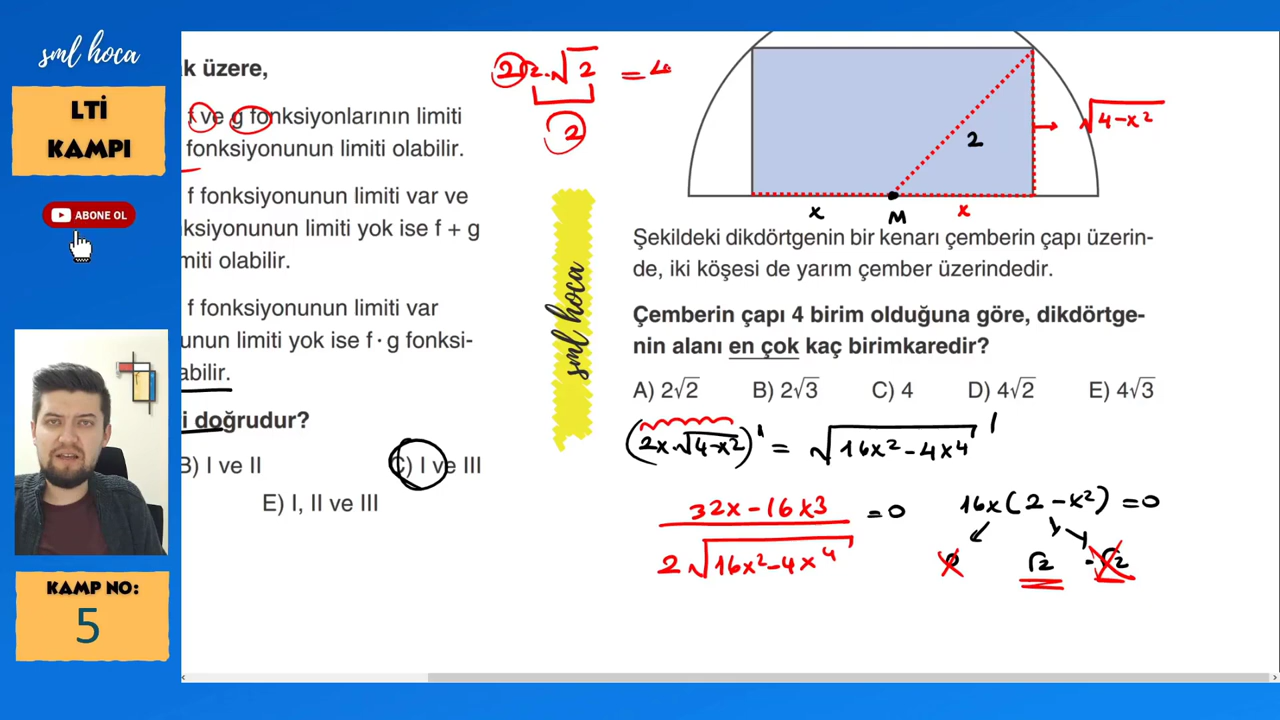 sml hoca
LTİ
KAMPI
ABONE OL
KAMP NO:
5
k üzere,
f ve g fonksiyonlarının limiti
fonksiyonunun limiti olabilir.
f fonksiyonunun limiti var ve
ksiyonunun limiti yok ise f + g
miti olabilir.
f fonksiyonunun limiti var
unun limiti yok ise f · g fonksi-
abilir.
i doğrudur?
B) I ve II
C) I ve III
E) I, II ve III
2√2·√2 = 4
2
sml hoca
2
√4-x²
x
M
x
Şekildeki dikdörtgenin bir kenarı çemberin çapı üzerin-
de, iki köşesi de yarım çember üzerindedir.
Çemberin çapı 4 birim olduğuna göre, dikdörtge-
nin alanı en çok kaç birimkaredir?
A) 2√2 B) 2√3 C) 4 D) 4√2 E) 4√3
(2x·√4-x²)' = √16x² - 4x⁴ '
32x - 16x3
2√16x²-4x⁴
= 0
16x(2 - x²) = 0
0 √2 -√2